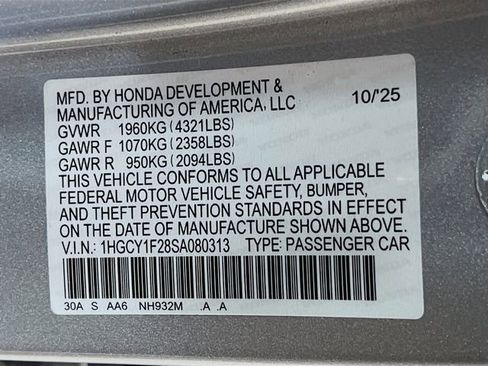 MFD. BY HONDA DEVELOPMENT &
MANUFACTURING OF AMERICA, LLC 10/'25
GVWR 1960KG (4321LBS)
GAWR F 1070KG (2358LBS)
GAWR R 950KG (2094LBS)
THIS VEHICLE CONFORMS TO ALL APPLICABLE
FEDERAL MOTOR VEHICLE SAFETY, BUMPER,
AND THEFT PREVENTION STANDARDS IN EFFECT
ON THE DATE OF MANUFACTURE SHOWN ABOVE.
V.I.N.: 1HGCY1F28SA080313 TYPE: PASSENGER CAR
30A S AA6 NH932M .A .A